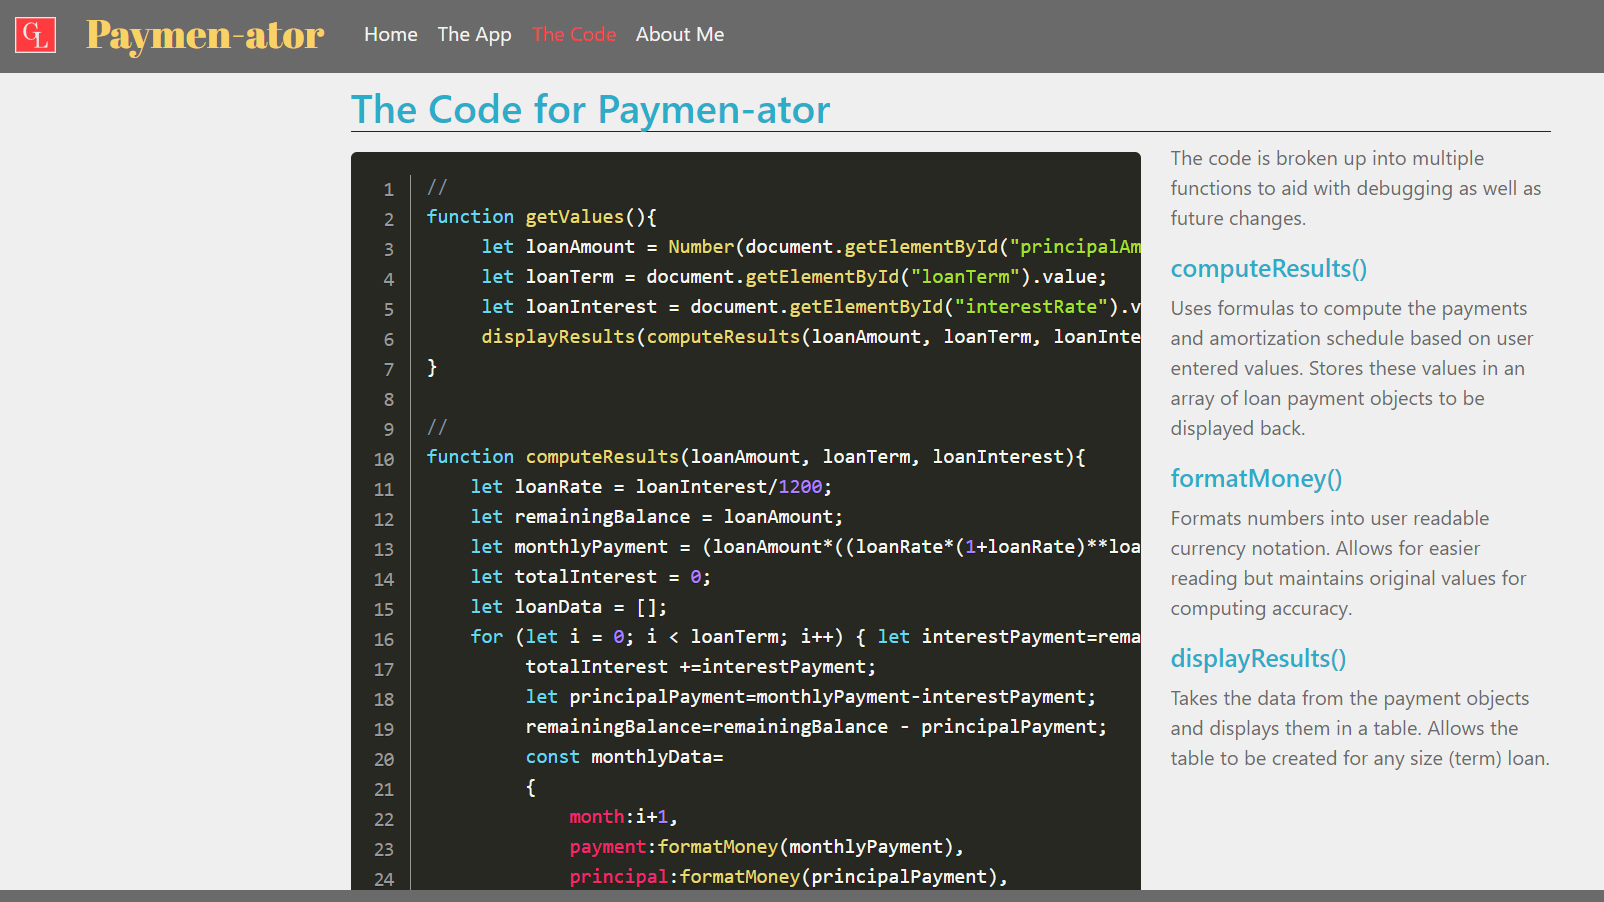 GL Paymen-ator Home The App The Code About Me
The Code for Paymen-ator
1 //
2 function getValues(){
3 let loanAmount = Number(document.getElementById("principalAm
4 let loanTerm = document.getElementById("loanTerm").value;
5 let loanInterest = document.getElementById("interestRate").v
6 displayResults(computeResults(loanAmount, loanTerm, loanInte
7 }
8
9 //
10 function computeResults(loanAmount, loanTerm, loanInterest){
11 let loanRate = loanInterest/1200;
12 let remainingBalance = loanAmount;
13 let monthlyPayment = (loanAmount*((loanRate*(1+loanRate)**loa
14 let totalInterest = 0;
15 let loanData = [];
16 for (let i = 0; i < loanTerm; i++) { let interestPayment=rema
17 totalInterest +=interestPayment;
18 let principalPayment=monthlyPayment-interestPayment;
19 remainingBalance=remainingBalance - principalPayment;
20 const monthlyData=
21 {
22 month:i+1,
23 payment:formatMoney(monthlyPayment),
24 principal:formatMoney(principalPayment),
The code is broken up into multiple
functions to aid with debugging as well as
future changes.
computeResults()
Uses formulas to compute the payments
and amortization schedule based on user
entered values. Stores these values in an
array of loan payment objects to be
displayed back.
formatMoney()
Formats numbers into user readable
currency notation. Allows for easier
reading but maintains original values for
computing accuracy.
displayResults()
Takes the data from the payment objects
and displays them in a table. Allows the
table to be created for any size (term) loan.